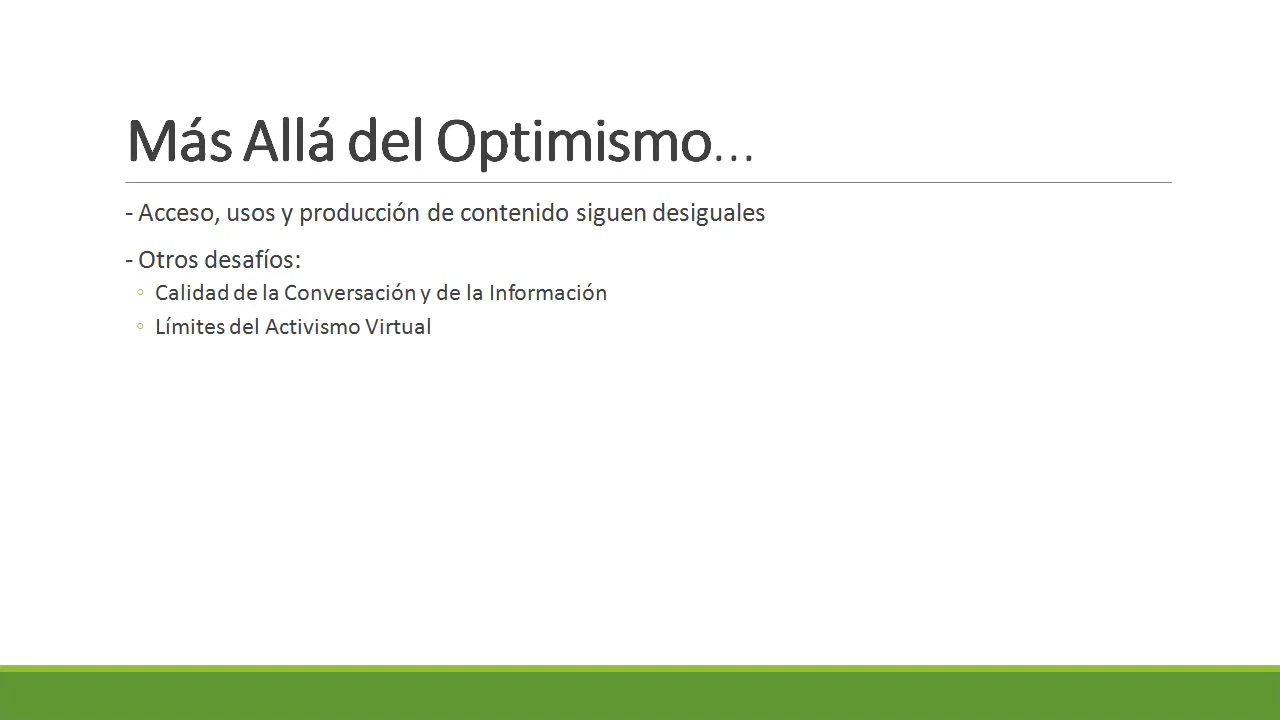 Más Allá del Optimismo…
- Acceso, usos y producción de contenido siguen desiguales
- Otros desafíos:
◦ Calidad de la Conversación y de la Información
◦ Límites del Activismo Virtual